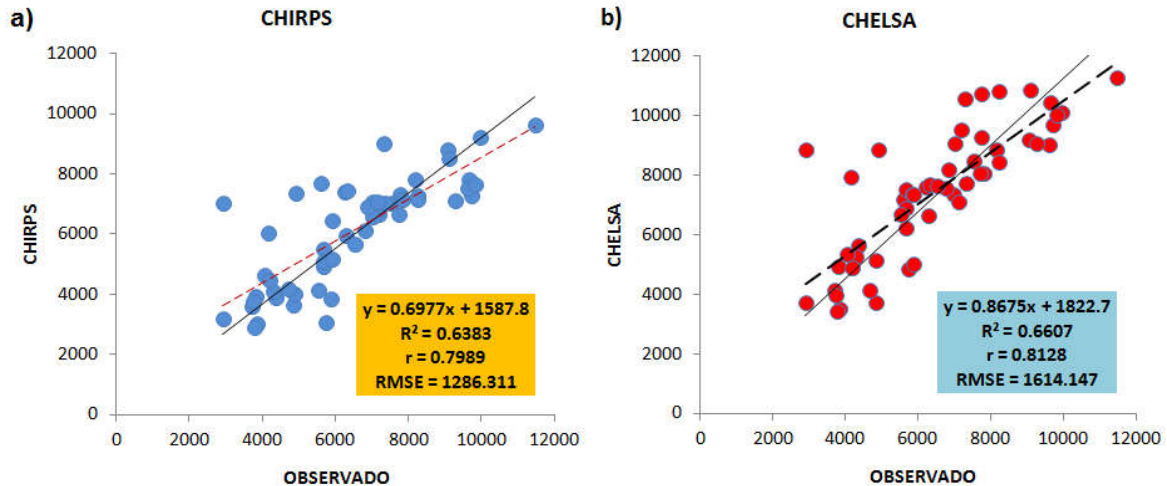 a)
CHIRPS
12000
10000
8000
6000
4000
2000
0
CHIRPS
y = 0.6977x + 1587.8
R² = 0.6383
r = 0.7989
RMSE = 1286.311
0 2000 4000 6000 8000 10000 12000
OBSERVADO
b)
CHELSA
12000
10000
8000
6000
4000
2000
0
CHELSA
y = 0.8675x + 1822.7
R² = 0.6607
r = 0.8128
RMSE = 1614.147
0 2000 4000 6000 8000 10000 12000
OBSERVADO